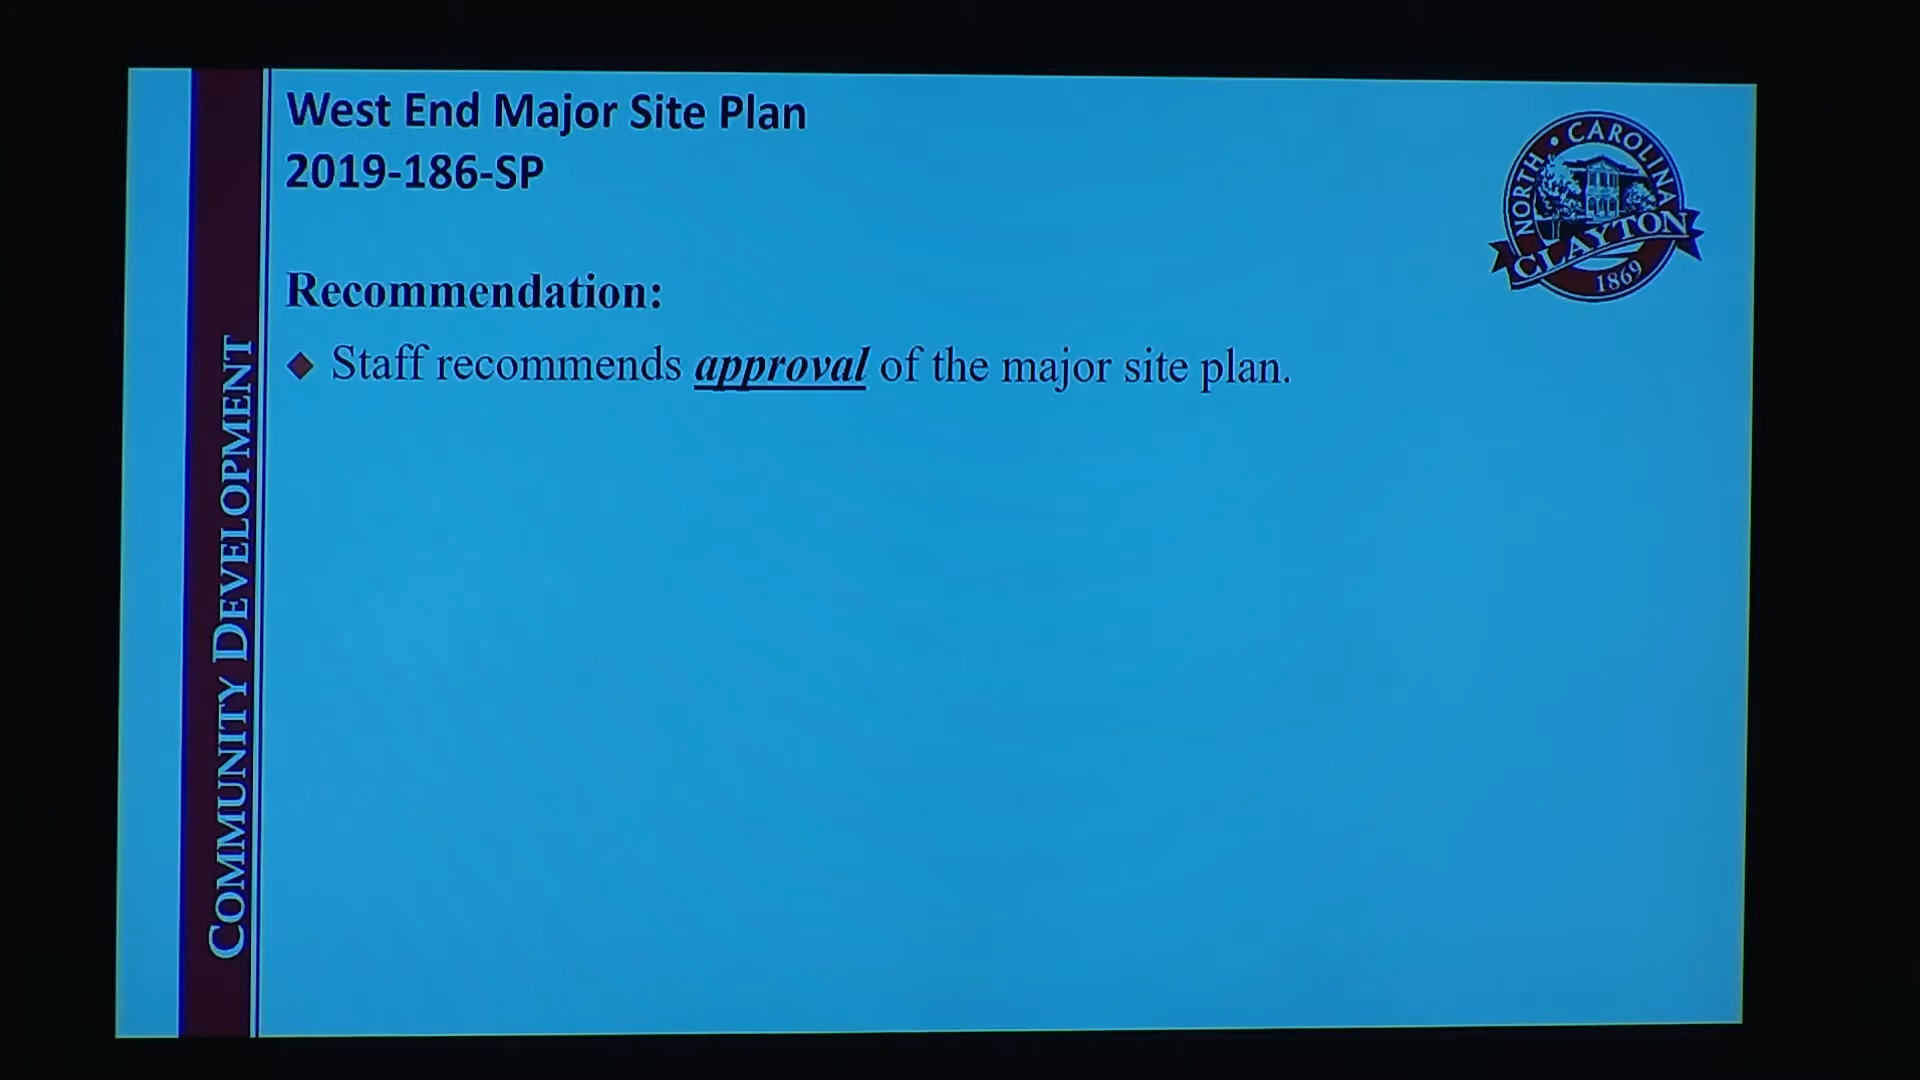 West End Major Site Plan
2019-186-SP
NORTH • CAROLINA
CLAYTON
1869
Recommendation:
Staff recommends approval of the major site plan.
COMMUNITY DEVELOPMENT